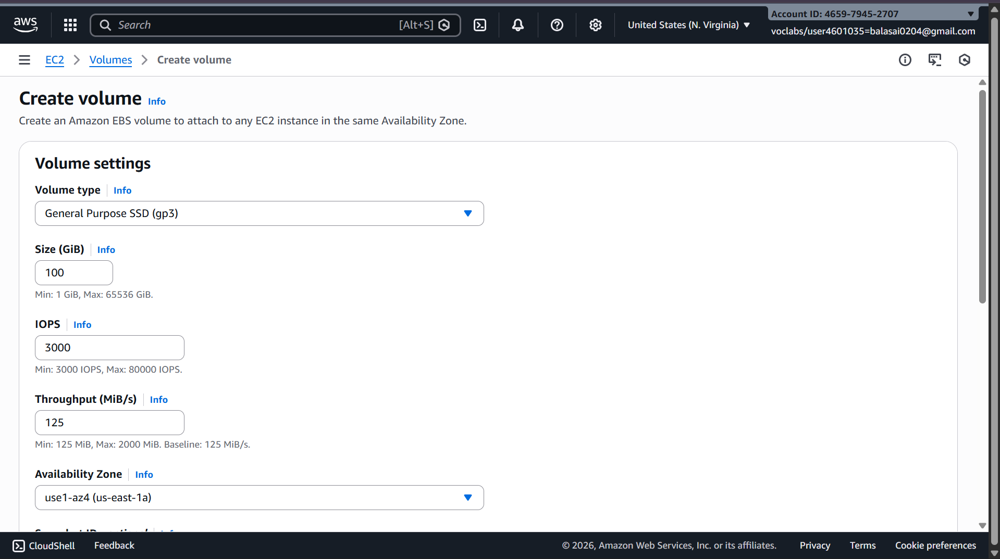 aws
Search [Alt+S]
United States (N. Virginia)
Account ID: 4659-7945-2707
voclabs/user4601035=balasai0204@gmail.com
EC2 Volumes Create volume
Create volume Info
Create an Amazon EBS volume to attach to any EC2 instance in the same Availability Zone.
Volume settings
Volume type Info
General Purpose SSD (gp3)
Size (GiB) Info
100
Min: 1 GiB, Max: 65536 GiB.
IOPS Info
3000
Min: 3000 IOPS, Max: 80000 IOPS.
Throughput (MiB/s) Info
125
Min: 125 MiB, Max: 2000 MiB. Baseline: 125 MiB/s.
Availability Zone Info
use1-az4 (us-east-1a)
CloudShell Feedback © 2026, Amazon Web Services, Inc. or its affiliates. Privacy Terms Cookie preferences